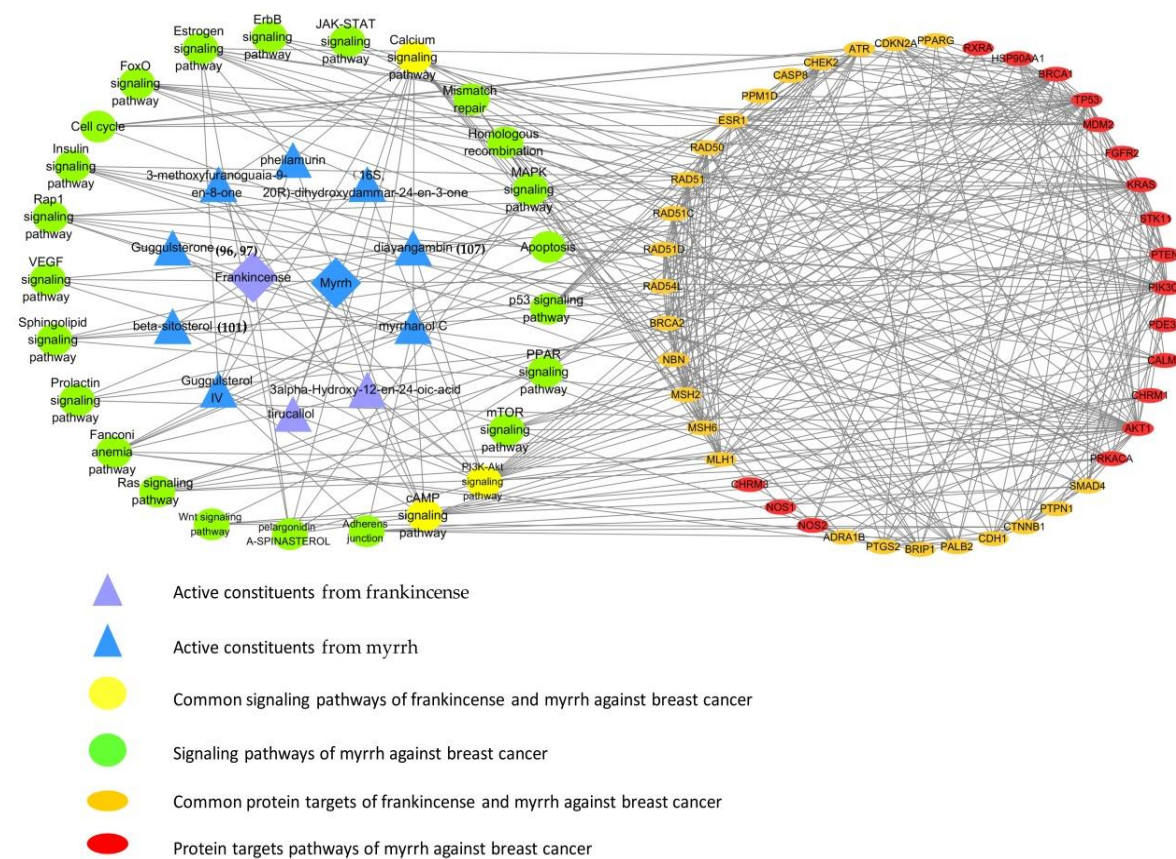 ErbB
signaling
pathway
JAK-STAT
signaling
pathway
Estrogen
signaling
pathway
Calcium
signaling
pathway
FoxO
signaling
pathway
Mismatch
repair
Cell cycle
Homologous
recombination
Insulin
signaling
pathway
phellamurin
3-methoxyfuranoguaia-9-
en-8-one
(16S,
20R)-dihydroxydammar-24-en-3-one
MAPK
signaling
pathway
Rap1
signaling
pathway
Guggulsterone (96, 97)
diayangambin (107)
Apoptosis
Frankincense
Myrrh
VEGF
signaling
pathway
p53 signaling
pathway
Sphingolipid
signaling
pathway
beta-sitosterol (101)
myrrhanol C
PPAR
signaling
pathway
Prolactin
signaling
pathway
Guggulsterol
IV
3alpha-Hydroxy-12-en-24-oic-acid
tirucallol
mTOR
signaling
pathway
Fanconi
anemia
pathway
PI3K-Akt
signaling
pathway
Ras signaling
pathway
cAMP
signaling
pathway
Wnt signaling
pathway
pelargonidin
A-SPINASTEROL
Adherens
junction
ATR
CDKN2A
PPARG
RXRA
HSP90AA1
BRCA1
TP53
MDM2
FGFR2
KRAS
STK11
PTEN
PIK3C
PDE3
CALM
CHRM1
AKT1
PRKACA
SMAD4
PTPN1
CTNNB1
CDH1
PALB2
BRIP1
PTGS2
ADRA1B
NOS2
NOS1
CHRM3
MLH1
MSH6
MSH2
NBN
BRCA2
RAD54L
RAD51D
RAD51C
RAD51
RAD50
ESR1
PPM1D
CASP8
CHEK2
Active constituents from frankincense
Active constituents from myrrh
Common signaling pathways of frankincense and myrrh against breast cancer
Signaling pathways of myrrh against breast cancer
Common protein targets of frankincense and myrrh against breast cancer
Protein targets pathways of myrrh against breast cancer